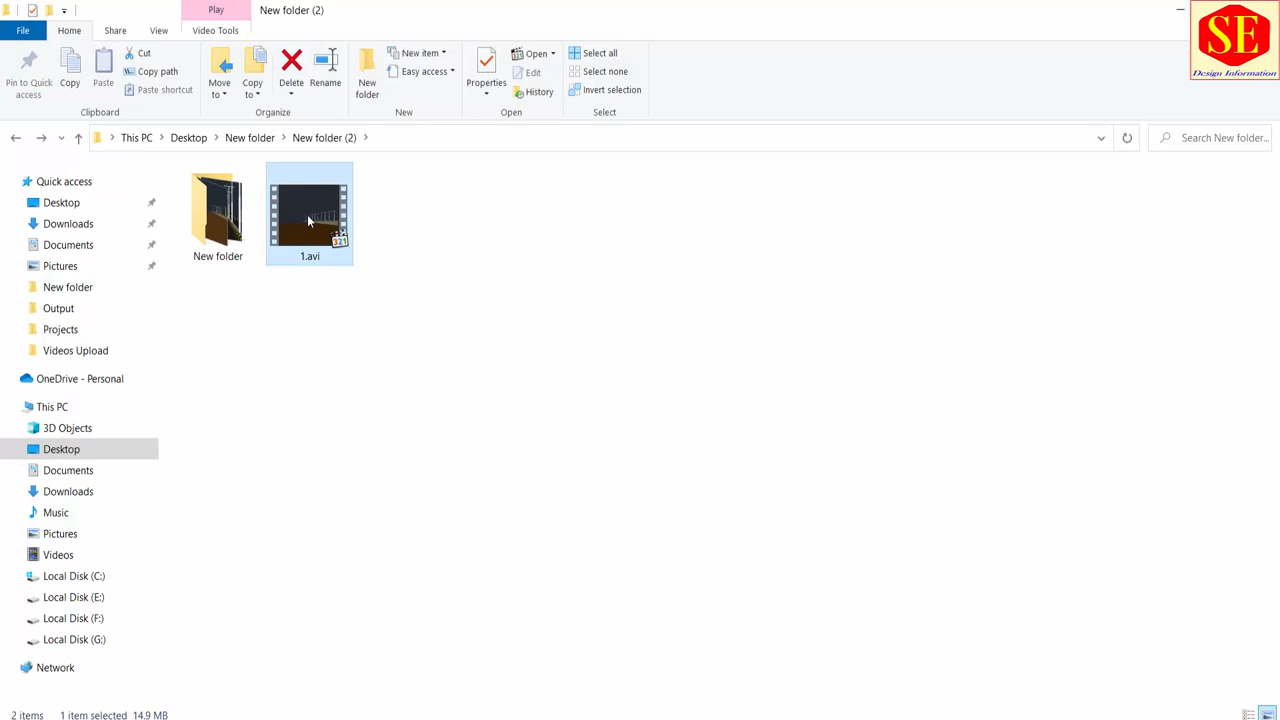 Play
New folder (2)
File
Home
Share
View
Video Tools
Pin to Quick access
Copy
Paste
Cut
Copy path
Paste shortcut
Clipboard
Move to
Copy to
Delete
Rename
Organize
New folder
New item
Easy access
New
Properties
Open
Edit
History
Open
Select all
Select none
Invert selection
Select
SE
Design Information
This PC
Desktop
New folder
New folder (2)
Search New folder...
Quick access
Desktop
Downloads
Documents
Pictures
New folder
Output
Projects
Videos Upload
OneDrive - Personal
This PC
3D Objects
Desktop
Documents
Downloads
Music
Pictures
Videos
Local Disk (C:)
Local Disk (E:)
Local Disk (F:)
Local Disk (G:)
Network
New folder
321
1.avi
2 items
1 item selected
14.9 MB